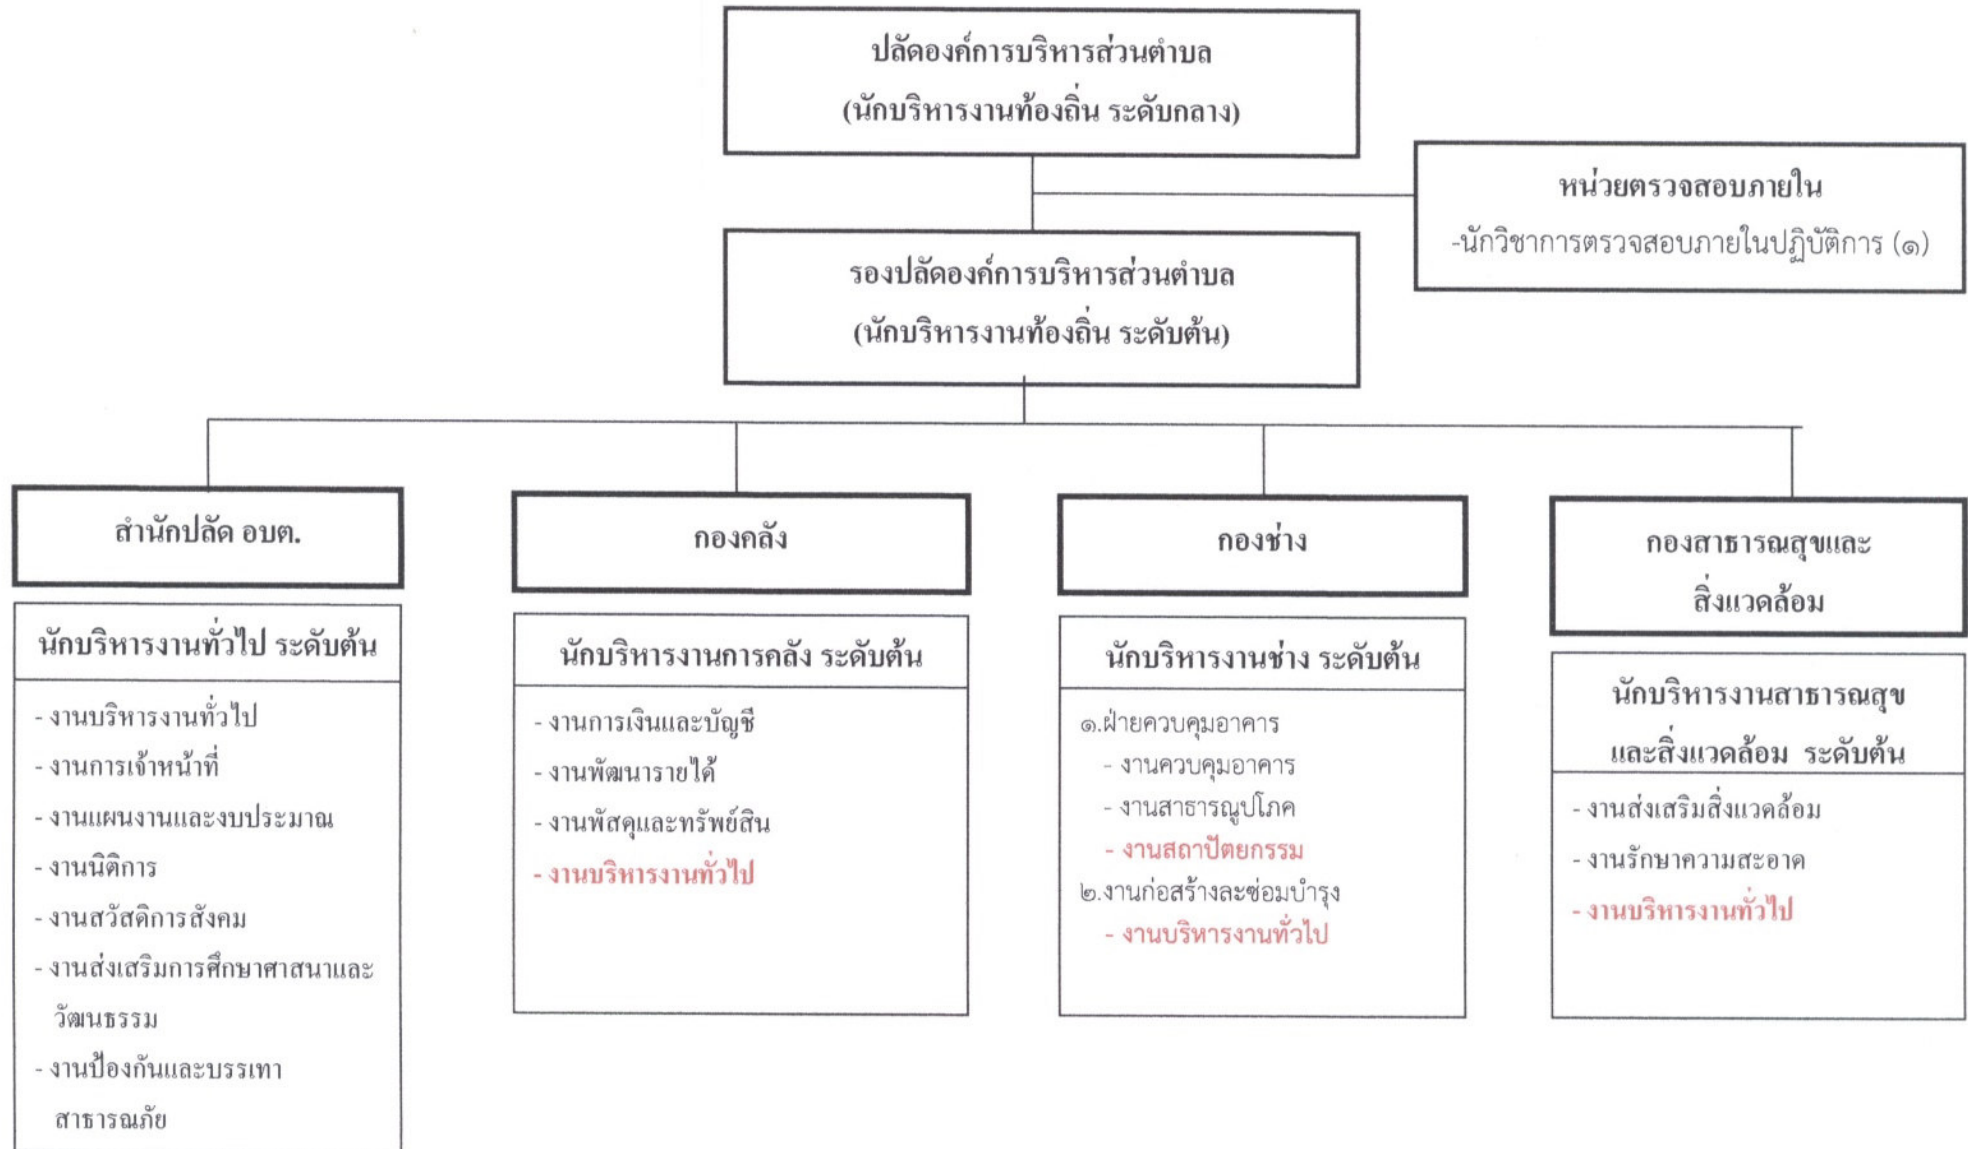 ปลัดองค์การบริหารส่วนตำบล
(นักบริหารงานท้องถิ่น ระดับกลาง)
หน่วยตรวจสอบภายใน
-นักวิชาการตรวจสอบภายในปฏิบัติการ (๑)
รองปลัดองค์การบริหารส่วนตำบล
(นักบริหารงานท้องถิ่น ระดับต้น)
สำนักปลัด อบต.
นักบริหารงานทั่วไป ระดับต้น
- งานบริหารงานทั่วไป
- งานการเจ้าหน้าที่
- งานแผนงานและงบประมาณ
- งานนิติการ
- งานสวัสดิการสังคม
- งานส่งเสริมการศึกษาศาสนาและ
วัฒนธรรม
- งานป้องกันและบรรเทา
สาธารณภัย
กองคลัง
นักบริหารงานการคลัง ระดับต้น
- งานการเงินและบัญชี
- งานพัฒนารายได้
- งานพัสดุและทรัพย์สิน
- งานบริหารงานทั่วไป
กองช่าง
นักบริหารงานช่าง ระดับต้น
๑.ฝ่ายควบคุมอาคาร
- งานควบคุมอาคาร
- งานสาธารณูปโภค
- งานสถาปัตยกรรม
๒.งานก่อสร้างละซ่อมบำรุง
- งานบริหารงานทั่วไป
กองสาธารณสุขและ
สิ่งแวดล้อม
นักบริหารงานสาธารณสุข
และสิ่งแวดล้อม ระดับต้น
- งานส่งเสริมสิ่งแวดล้อม
- งานรักษาความสะอาด
- งานบริหารงานทั่วไป